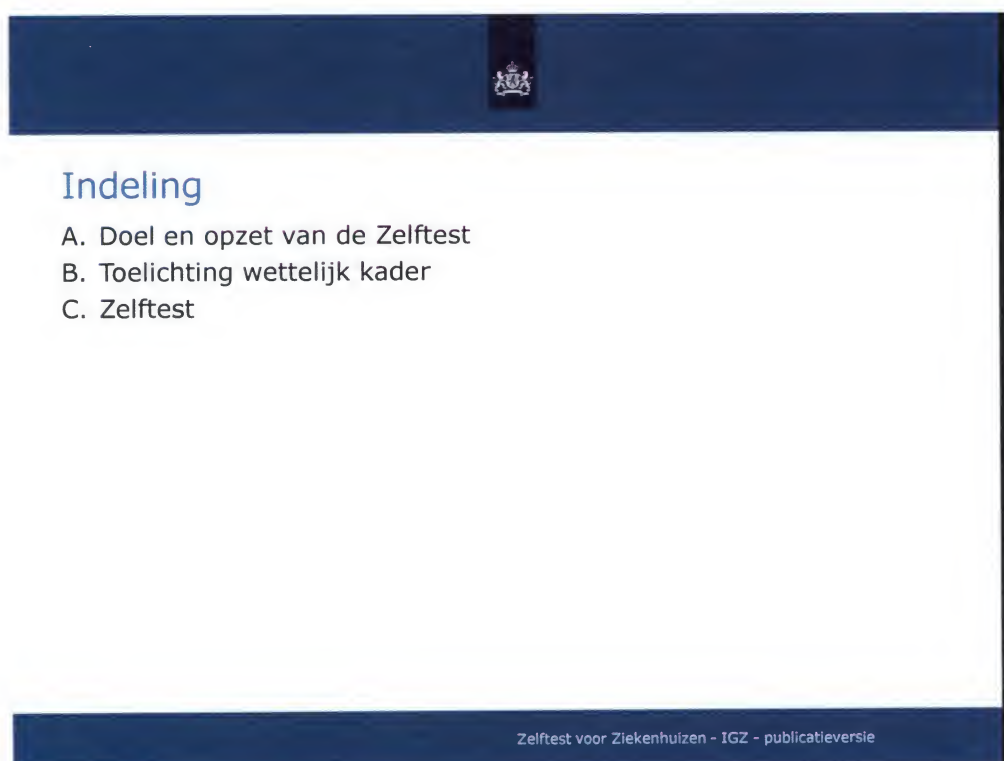 Indeling
A. Doel en opzet van de Zelftest
B. Toelichting wettelijk kader
C. Zelftest
Zelftest voor Ziekenhuizen - IGZ - publicatieversie